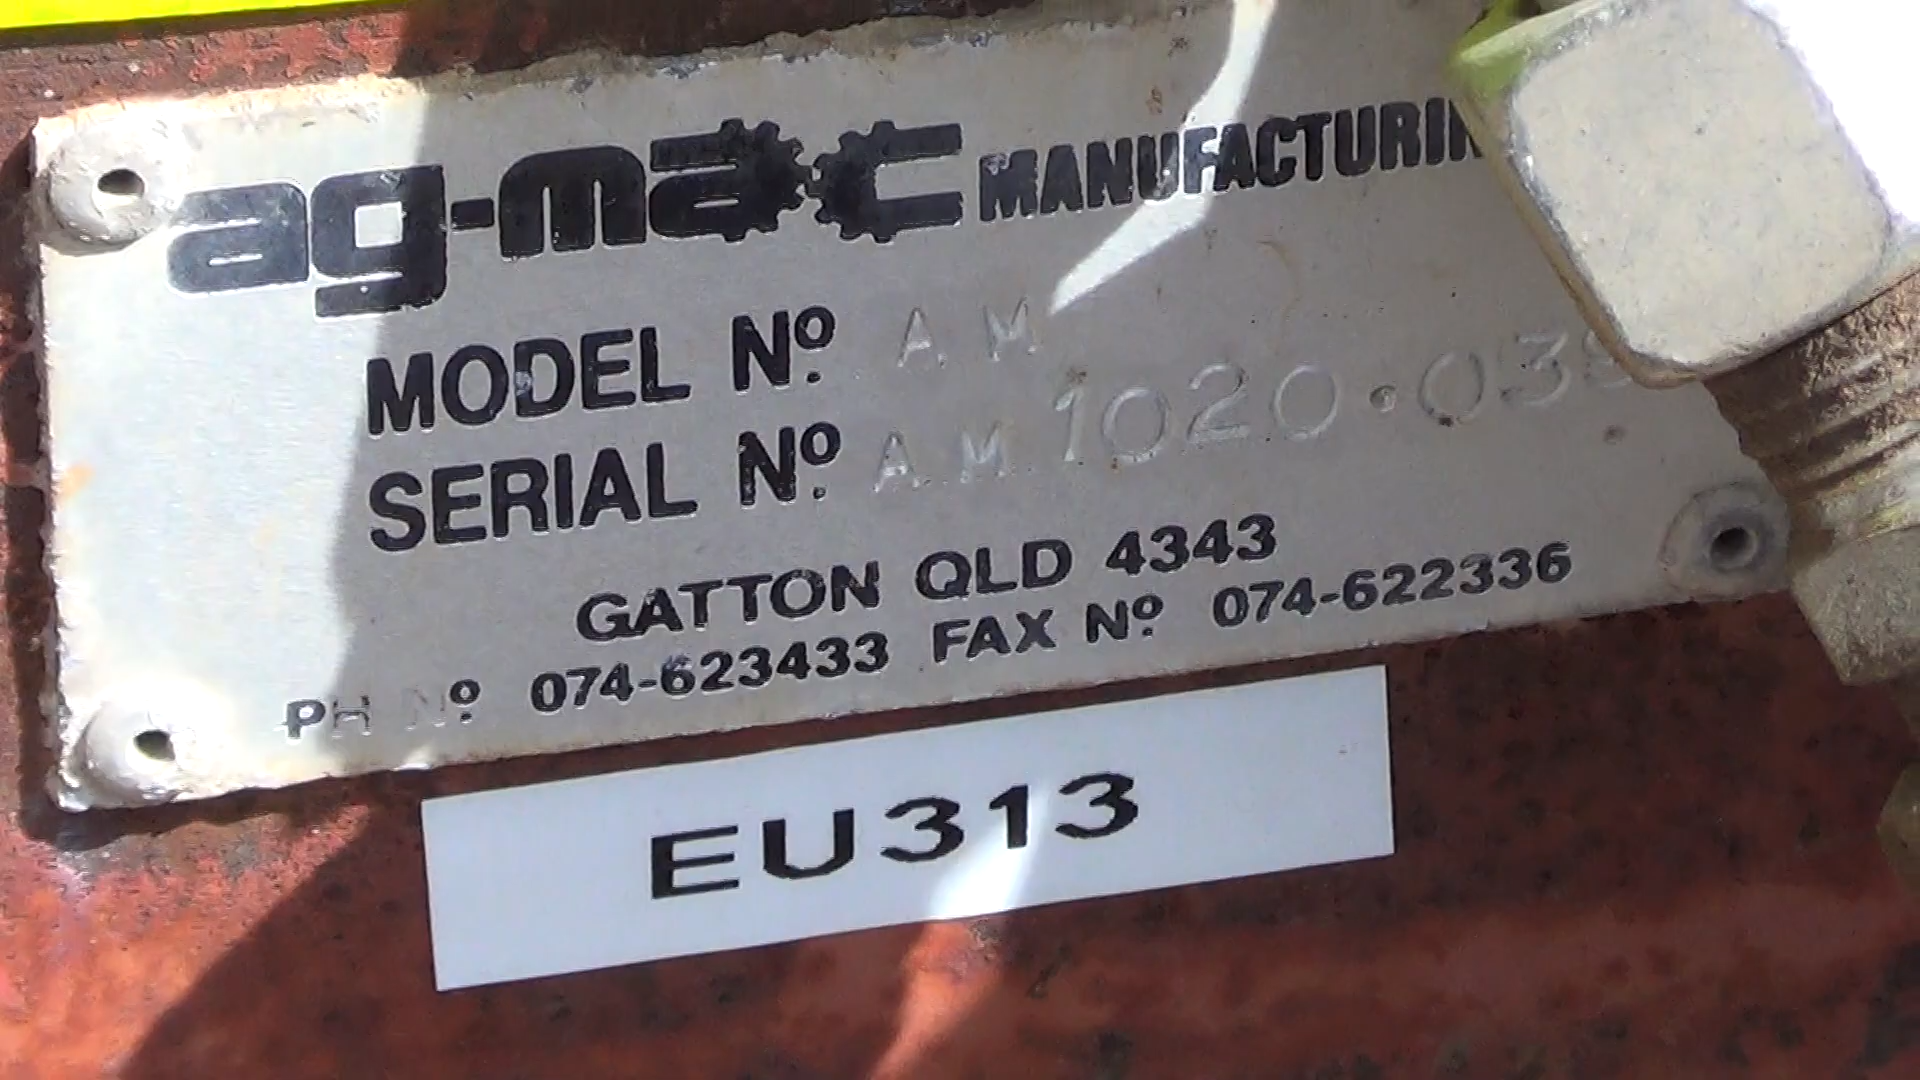 ag-mac MANUFACTURIN
MODEL Nº. A.M.
SERIAL Nº. A.M. 1020.03
GATTON QLD 4343
PH Nº 074-623433 FAX Nº 074-622336
EU313